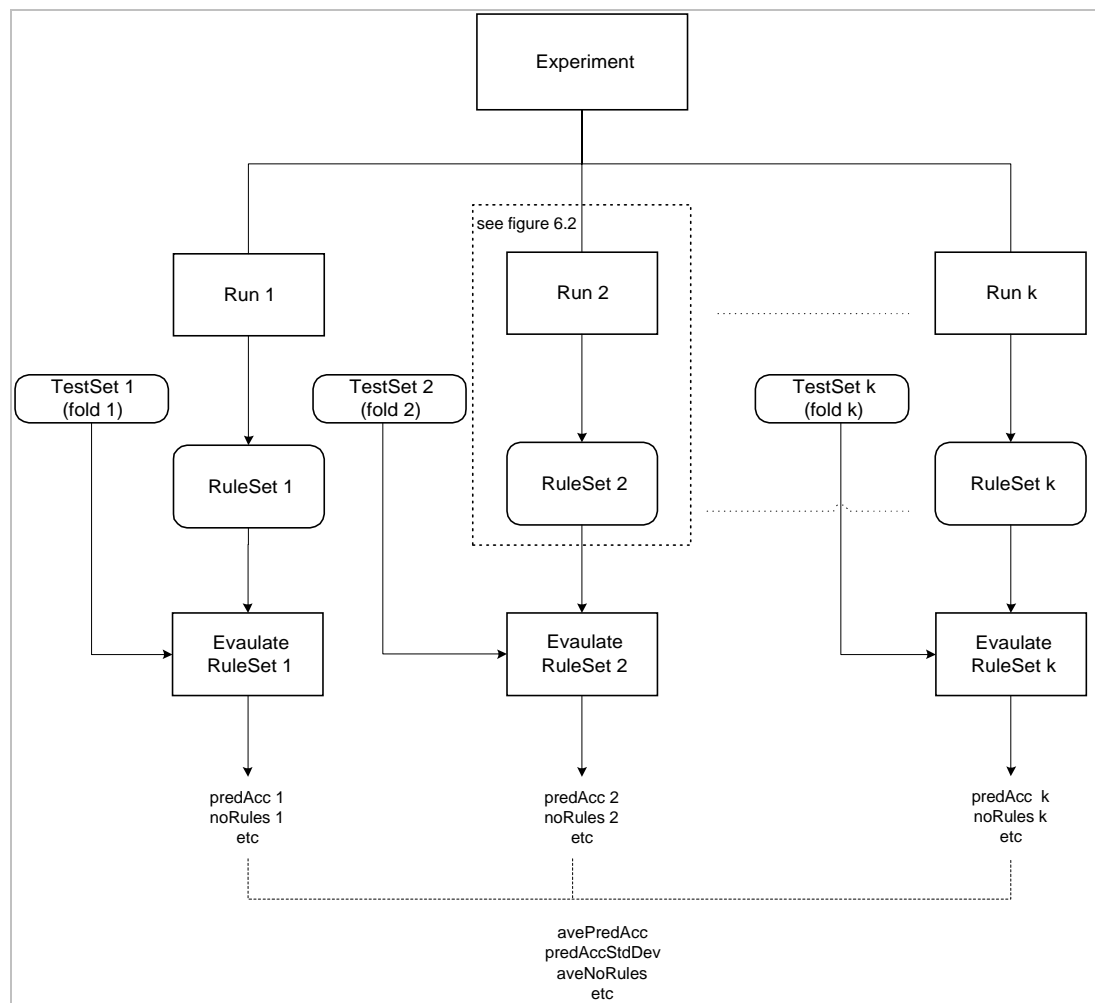 Experiment
see figure 6.2
Run 1
Run 2
Run k
TestSet 1
(fold 1)
TestSet 2
(fold 2)
TestSet k
(fold k)
RuleSet 1
RuleSet 2
RuleSet k
Evaulate
RuleSet 1
Evaulate
RuleSet 2
Evaulate
RuleSet k
predAcc 1
noRules 1
etc
predAcc 2
noRules 2
etc
predAcc k
noRules k
etc
avePredAcc
predAccStdDev
aveNoRules
etc